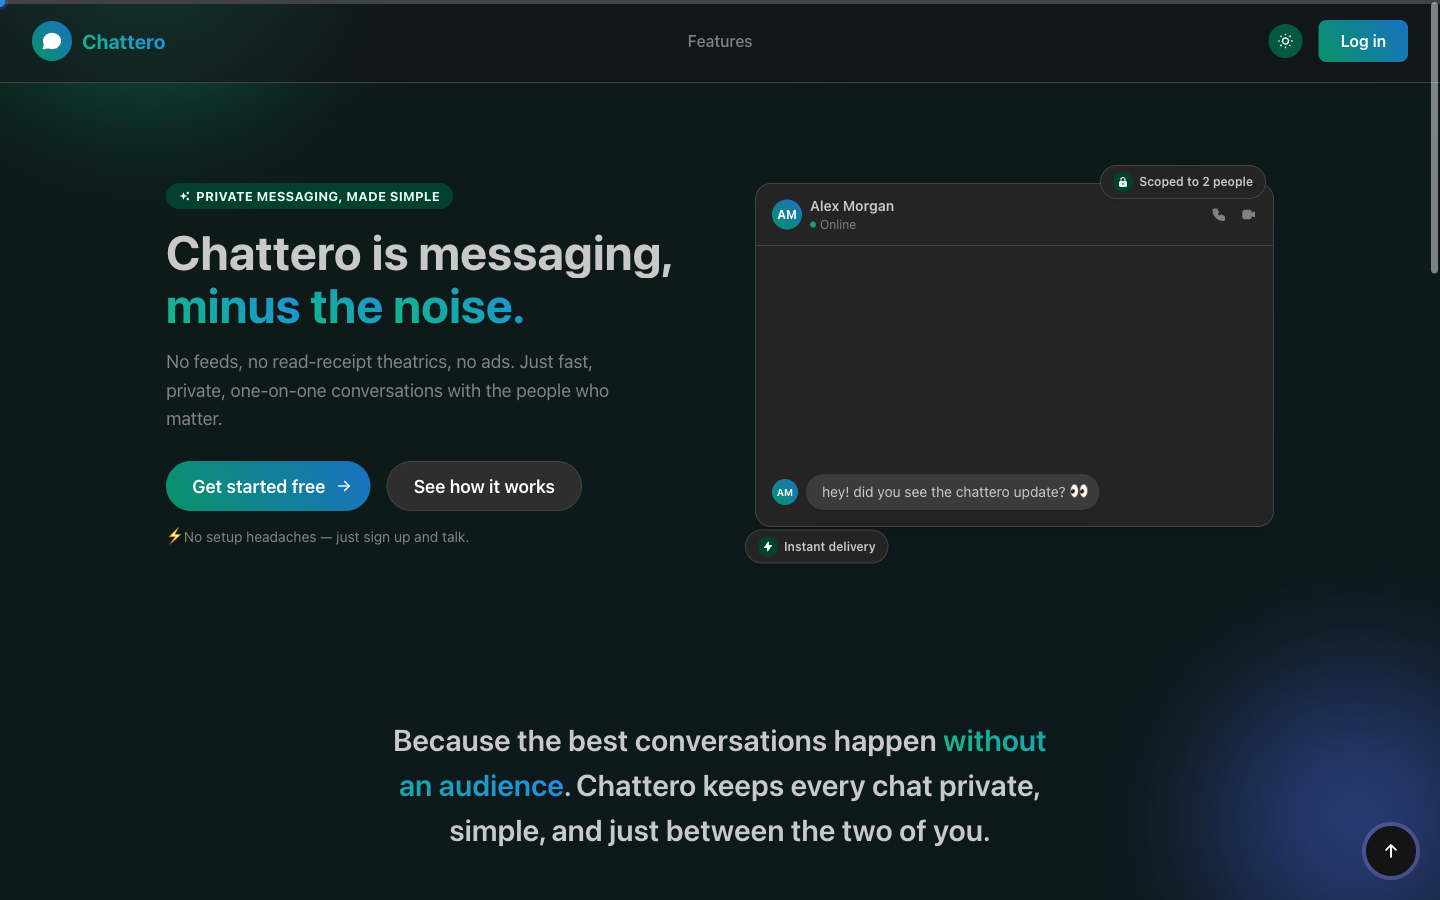 Chattero
Features
Log in
PRIVATE MESSAGING, MADE SIMPLE
Chattero is messaging,
minus the noise.
No feeds, no read-receipt theatrics, no ads. Just fast,
private, one-on-one conversations with the people who
matter.
Get started free →
See how it works
⚡No setup headaches — just sign up and talk.
Scoped to 2 people
AM
Alex Morgan
Online
AM
hey! did you see the chattero update? 👀
Instant delivery
Because the best conversations happen without
an audience. Chattero keeps every chat private,
simple, and just between the two of you.